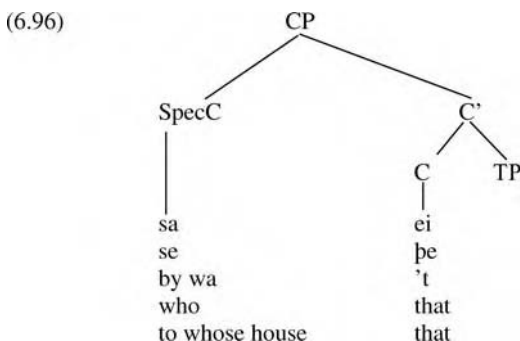 (6.96) CP
SpecC C’
C TP
sa ei
se þe
by wa ’t
who that
to whose house that